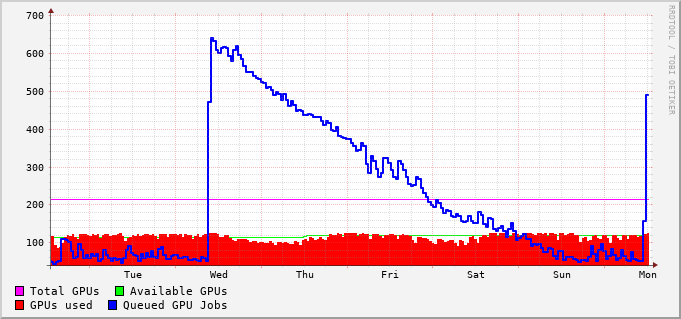 700
600
500
400
300
200
100
Tue Wed Thu Fri Sat Sun Mon
Total GPUs Available GPUs
GPUs used Queued GPU Jobs
RRDTOOL / TOBI OETIKER